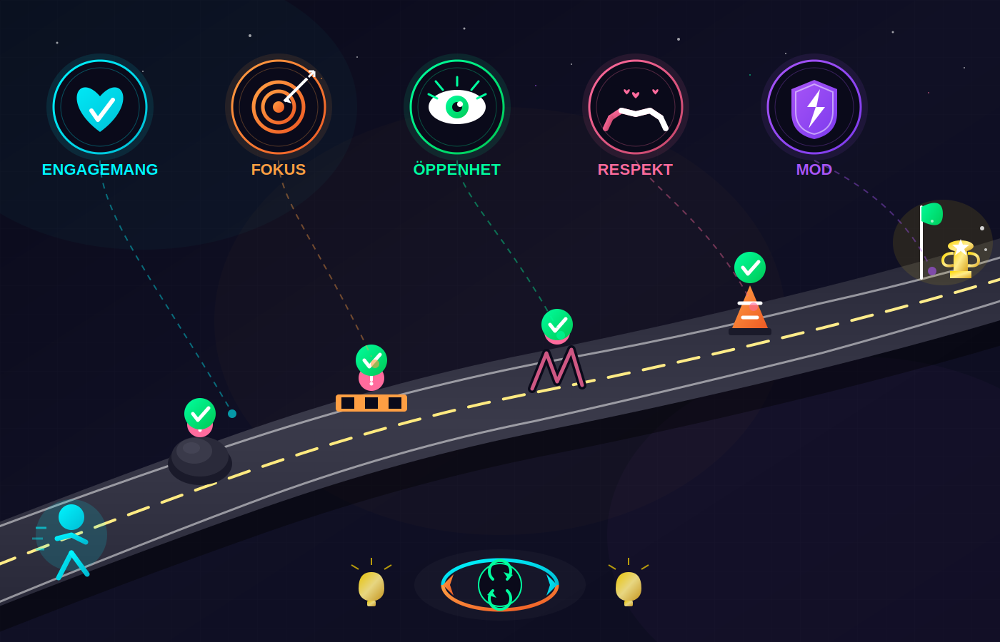 ENGAGEMANG
FOKUS
ÖPPENHET
RESPEKT
MOD
!